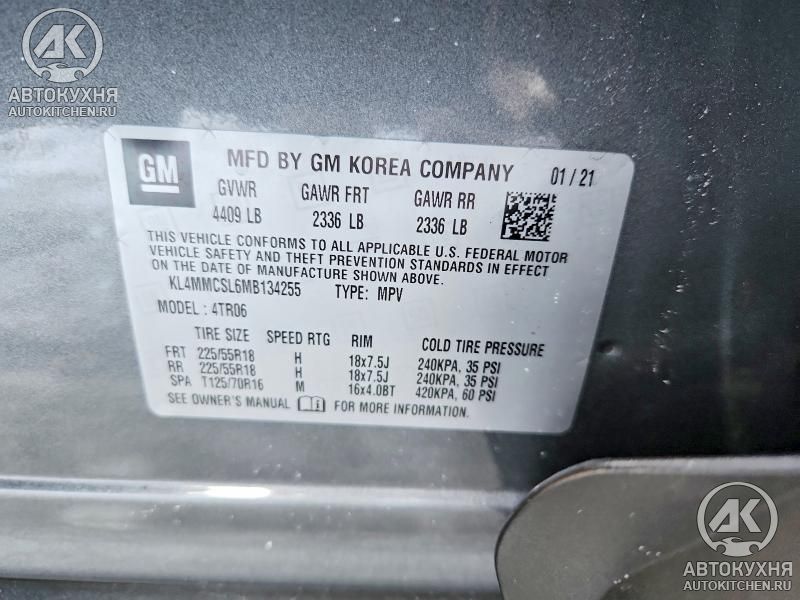 АВТОКУХНЯ
AUTOKITCHEN.RU
GM MFD BY GM KOREA COMPANY 01 / 21
GVWR GAWR FRT GAWR RR
4409 LB 2336 LB 2336 LB
THIS VEHICLE CONFORMS TO ALL APPLICABLE U.S. FEDERAL MOTOR
VEHICLE SAFETY AND THEFT PREVENTION STANDARDS IN EFFECT
ON THE DATE OF MANUFACTURE SHOWN ABOVE.
KL4MMCSL6MB134255 TYPE: MPV
MODEL : 4TR06
TIRE SIZE SPEED RTG RIM COLD TIRE PRESSURE
FRT 225/55R18 H 18x7.5J 240KPA, 35 PSI
RR 225/55R18 H 18x7.5J 240KPA, 35 PSI
SPA T125/70R16 M 16x4.0BT 420KPA, 60 PSI
SEE OWNER'S MANUAL FOR MORE INFORMATION.
АВТОКУХНЯ
AUTOKITCHEN.RU